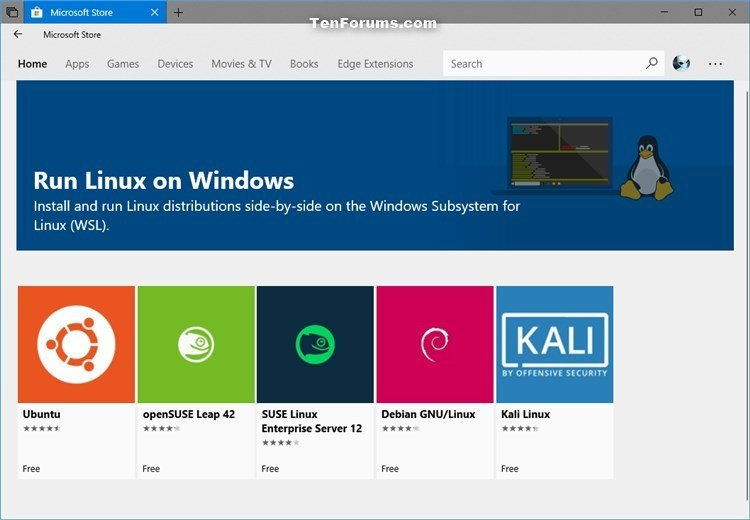 Microsoft Store
TenForums.com
Microsoft Store
Home Apps Games Devices Movies & TV Books Edge Extensions Search
Run Linux on Windows
Install and run Linux distributions side-by-side on the Windows Subsystem for
Linux (WSL).
KALI
BY OFFENSIVE SECURITY
Ubuntu
Free
openSUSE Leap 42
Free
SUSE Linux
Enterprise Server 12
Free
Debian GNU/Linux
Free
Kali Linux
Free